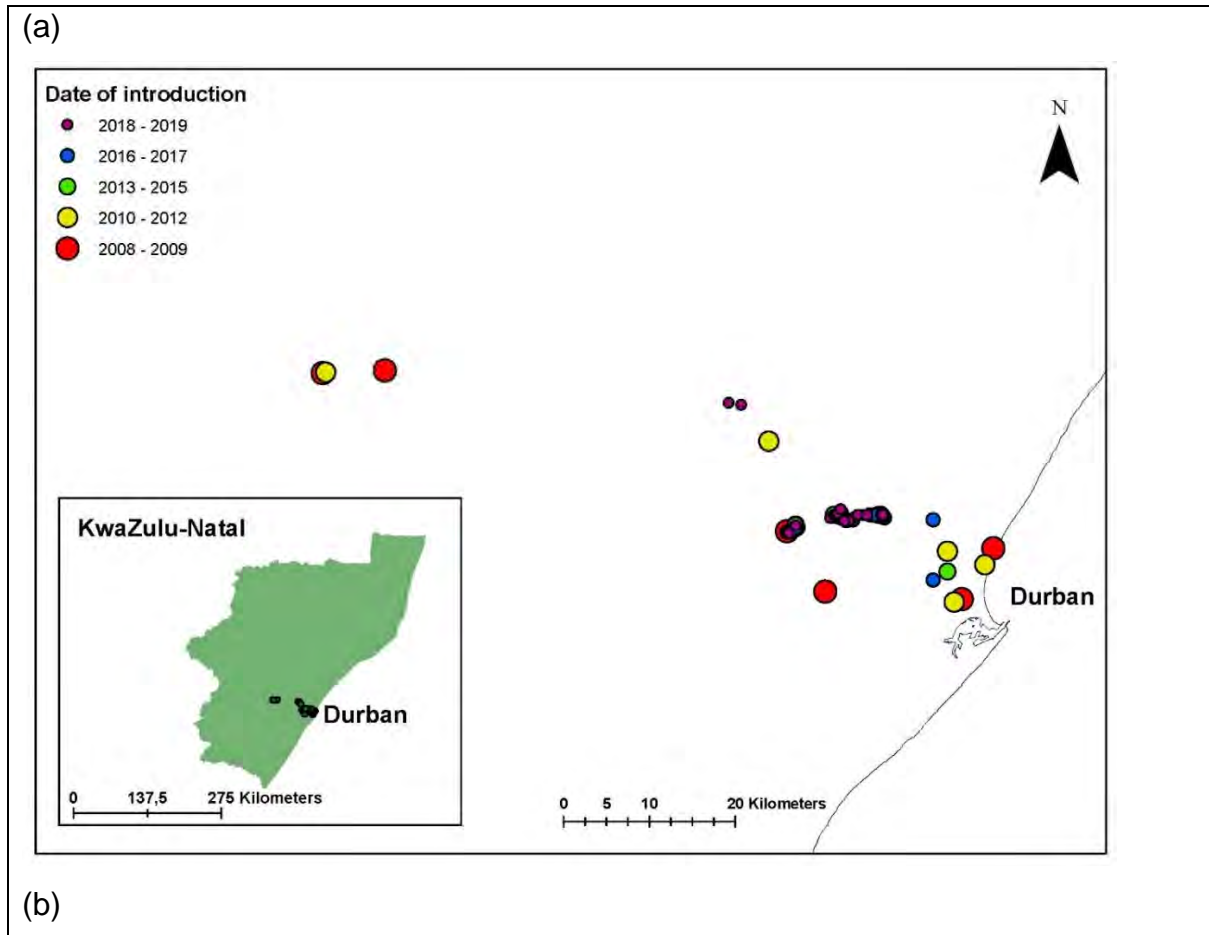 (a)
Date of introduction
2018 - 2019
2016 - 2017
2013 - 2015
2010 - 2012
2008 - 2009
N
Durban
KwaZulu-Natal
Durban
0 137,5 275 Kilometers
0 5 10 20 Kilometers
(b)